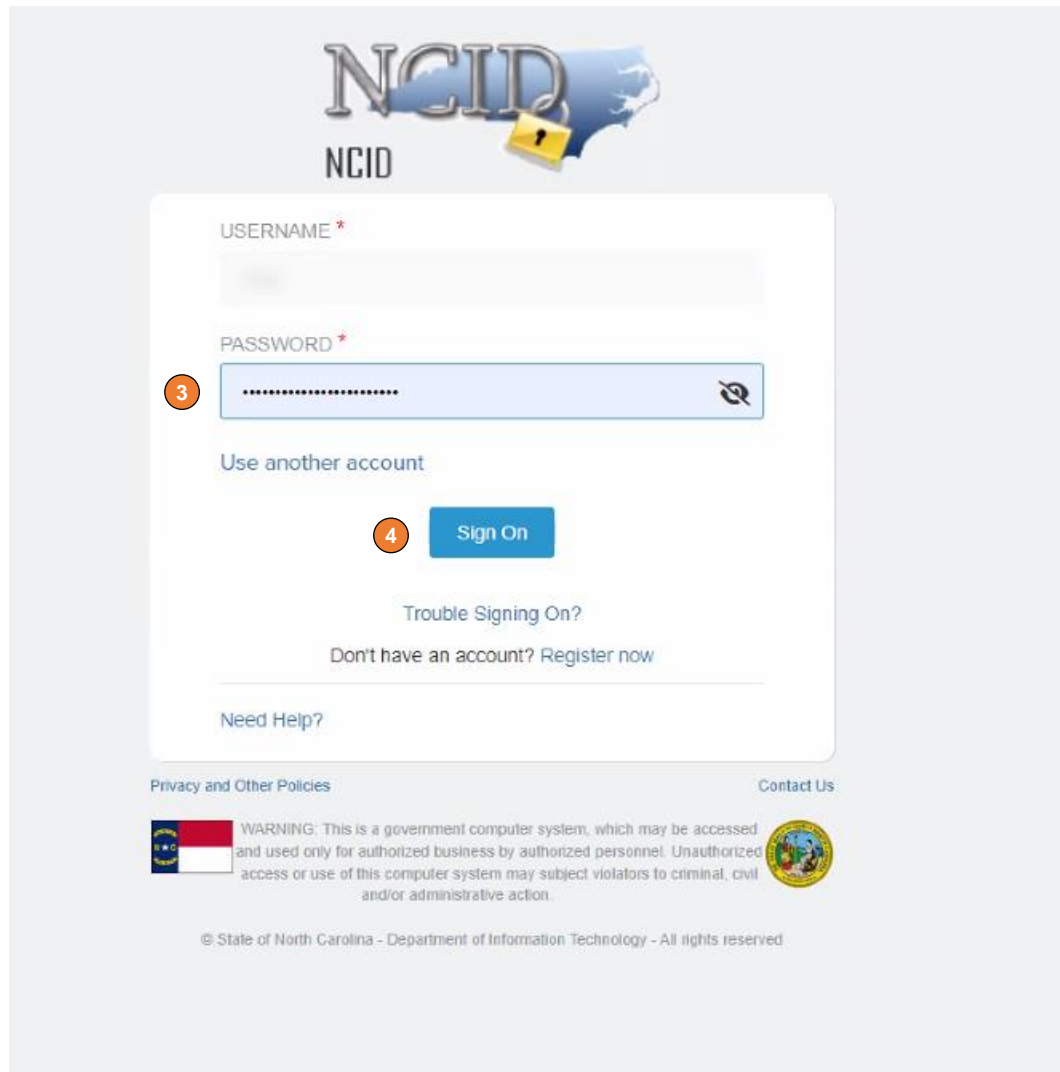 NCID
NCID
USERNAME *
PASSWORD *
3
••••••••••••••••••••••••
Use another account
4
Sign On
Trouble Signing On?
Don't have an account? Register now
Need Help?
Privacy and Other Policies
Contact Us
N★C
WARNING: This is a government computer system, which may be accessed
and used only for authorized business by authorized personnel. Unauthorized
access or use of this computer system may subject violators to criminal, civil
and/or administrative action.
© State of North Carolina - Department of Information Technology - All rights reserved